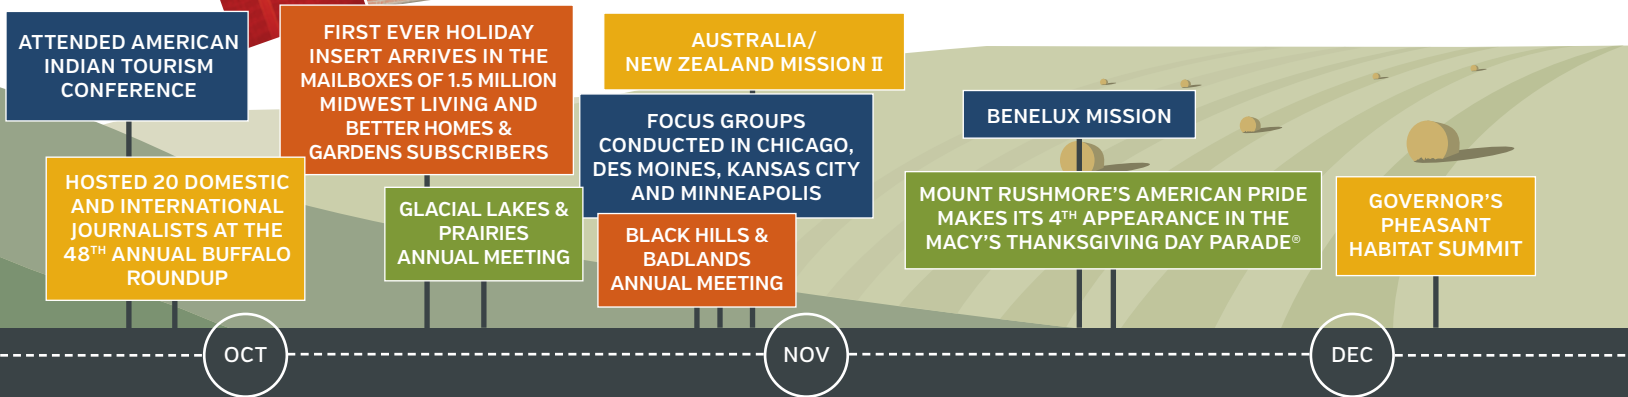 ATTENDED AMERICAN
INDIAN TOURISM
CONFERENCE
HOSTED 20 DOMESTIC
AND INTERNATIONAL
JOURNALISTS AT THE
48TH ANNUAL BUFFALO
ROUNDUP
FIRST EVER HOLIDAY
INSERT ARRIVES IN THE
MAILBOXES OF 1.5 MILLION
MIDWEST LIVING AND
BETTER HOMES &
GARDENS SUBSCRIBERS
GLACIAL LAKES &
PRAIRIES
ANNUAL MEETING
AUSTRALIA/
NEW ZEALAND MISSION II
FOCUS GROUPS
CONDUCTED IN CHICAGO,
DES MOINES, KANSAS CITY
AND MINNEAPOLIS
BLACK HILLS &
BADLANDS
ANNUAL MEETING
BENELUX MISSION
MOUNT RUSHMORE’S AMERICAN PRIDE
MAKES ITS 4TH APPEARANCE IN THE
MACY’S THANKSGIVING DAY PARADE®
GOVERNOR’S
PHEASANT
HABITAT SUMMIT
OCT
NOV
DEC